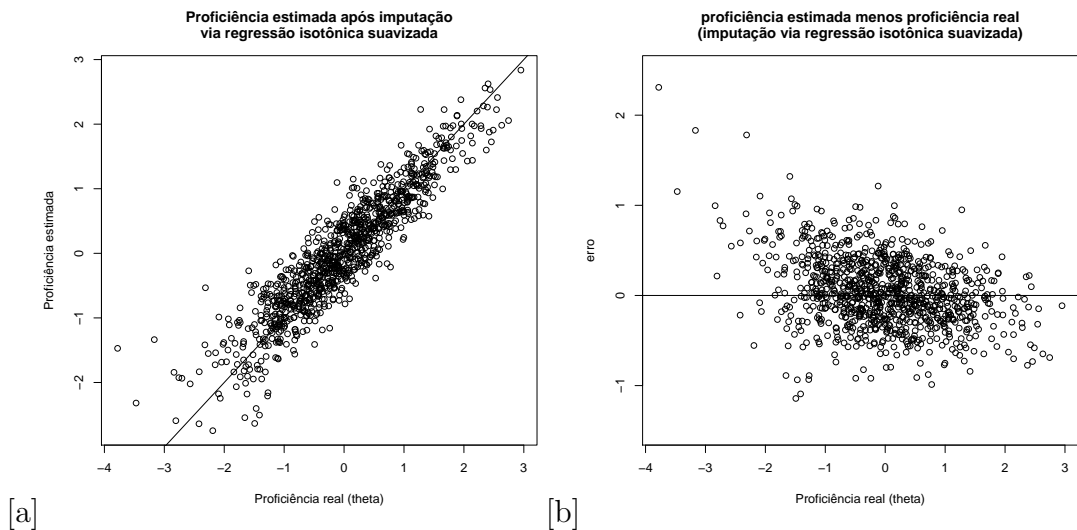 Proficiência estimada após imputação
via regressão isotônica suavizada
3
2
1
0
−1
−2
Proficiência estimada
−4 −3 −2 −1 0 1 2 3
Proficiência real (theta)
[a]
proficiência estimada menos proficiência real
(imputação via regressão isotônica suavizada)
2
1
0
−1
erro
−4 −3 −2 −1 0 1 2 3
Proficiência real (theta)
[b]